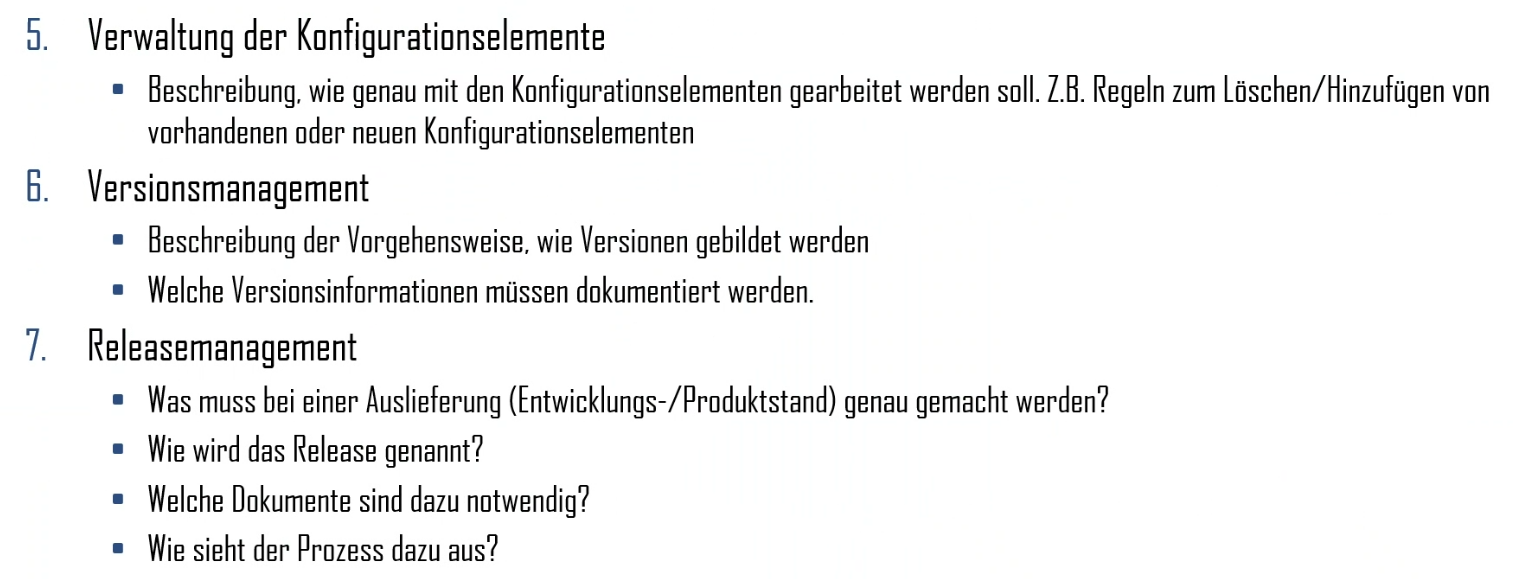 5. Verwaltung der Konfigurationselemente
▪ Beschreibung, wie genau mit den Konfigurationselementen gearbeitet werden soll. Z.B. Regeln zum Löschen/Hinzufügen von
vorhandenen oder neuen Konfigurationselementen
6. Versionsmanagement
▪ Beschreibung der Vorgehensweise, wie Versionen gebildet werden
▪ Welche Versionsinformationen müssen dokumentiert werden.
7. Releasemanagement
▪ Was muss bei einer Auslieferung (Entwicklungs-/Produktstand) genau gemacht werden?
▪ Wie wird das Release genannt?
▪ Welche Dokumente sind dazu notwendig?
▪ Wie sieht der Prozess dazu aus?